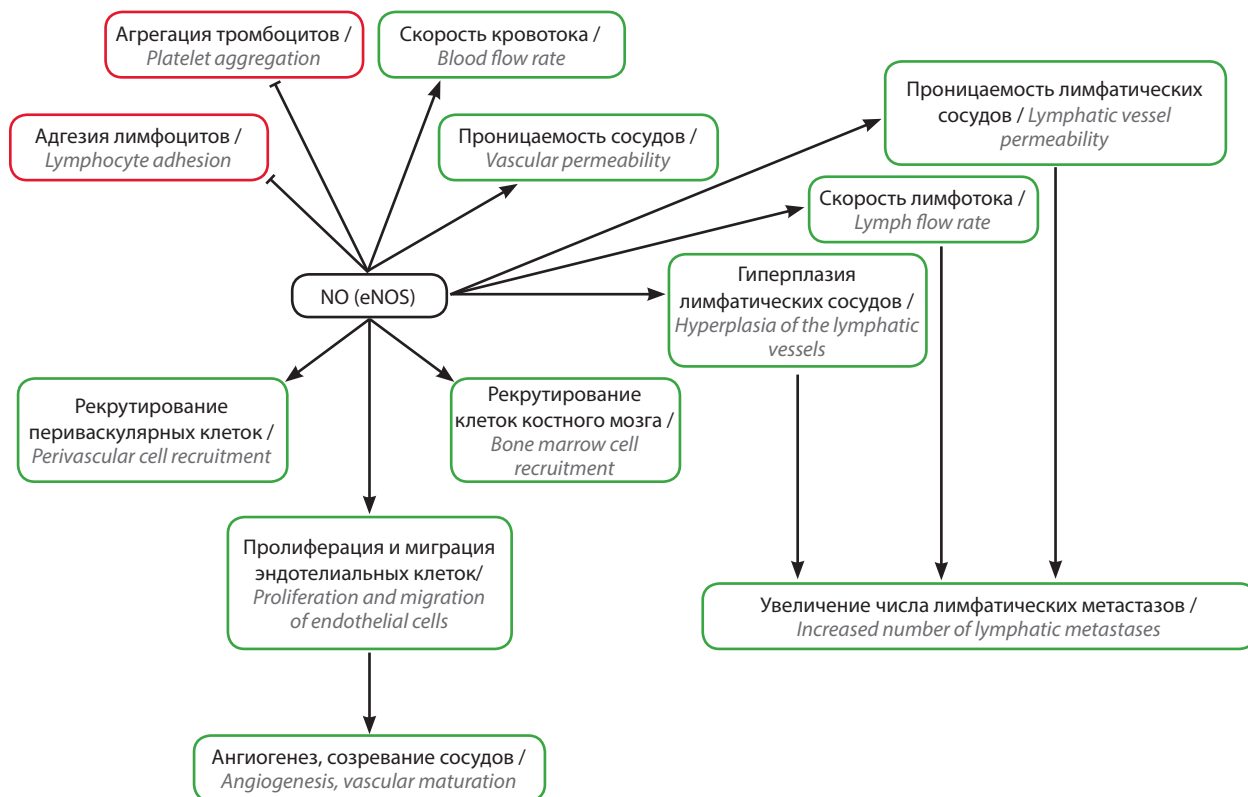 Агрегация тромбоцитов /
Platelet aggregation
Скорость кровотока /
Blood flow rate
Проницаемость лимфатических
сосудов / Lymphatic vessel
permeability
Адгезия лимфоцитов /
Lymphocyte adhesion
Проницаемость сосудов /
Vascular permeability
Скорость лимфотока /
Lymph flow rate
NO (eNOS)
Гиперплазия
лимфатических сосудов /
Hyperplasia of the lymphatic
vessels
Рекрутирование
периваскулярных клеток /
Perivascular cell recruitment
Рекрутирование
клеток костного мозга /
Bone marrow cell
recruitment
Пролиферация и миграция
эндотелиальных клеток/
Proliferation and migration
of endothelial cells
Увеличение числа лимфатических метастазов /
Increased number of lymphatic metastases
Ангиогенез, созревание сосудов /
Angiogenesis, vascular maturation